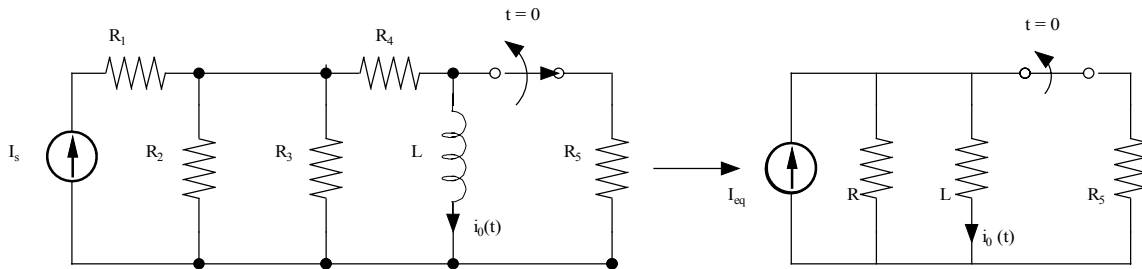 t = 0
R1
R4
Is
R2
R3
L
R5
i0(t)
t = 0
Ieq
R
L
R5
i0 (t)